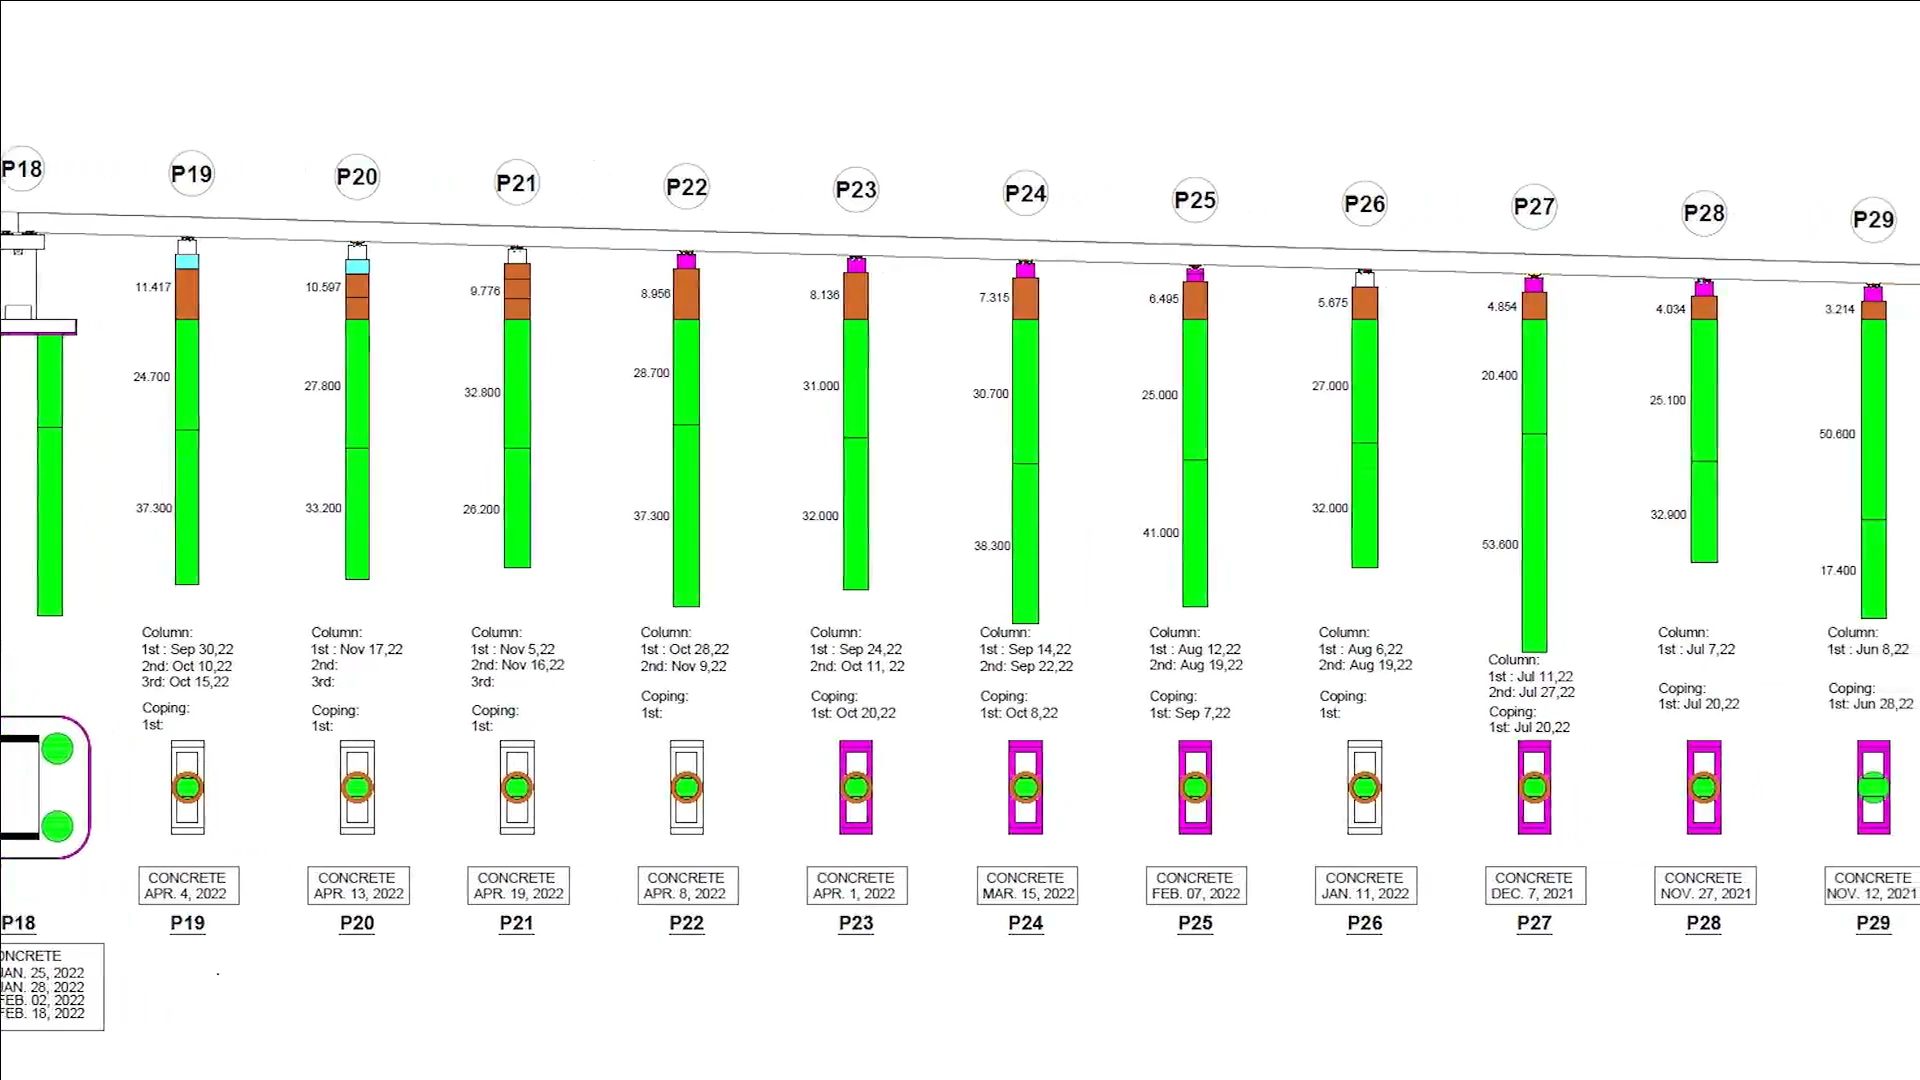 P18
P19
P20
P21
P22
P23
P24
P25
P26
P27
P28
P29
11.417
10.597
9.776
8.956
8.136
7.315
6.495
5.675
4.854
4.034
3.214
24.700
27.800
32.800
28.700
31.000
30.700
25.000
27.000
20.400
25.100
50.600
37.300
33.200
26.200
37.300
32.000
38.300
41.000
32.000
53.600
32.900
17.400
Column:
1st : Sep 30,22
2nd: Oct 10,22
3rd: Oct 15,22
Coping:
1st:
Column:
1st : Nov 17,22
2nd:
3rd:
Coping:
1st:
Column:
1st : Nov 5,22
2nd: Nov 16,22
3rd:
Coping:
1st:
Column:
1st : Oct 28,22
2nd: Nov 9,22
Coping:
1st:
Column:
1st : Sep 24,22
2nd: Oct 11, 22
Coping:
1st: Oct 20,22
Column:
1st : Sep 14,22
2nd: Sep 22,22
Coping:
1st: Oct 8,22
Column:
1st : Aug 12,22
2nd: Aug 19,22
Coping:
1st: Sep 7,22
Column:
1st : Aug 6,22
2nd: Aug 19,22
Coping:
1st:
Column:
1st : Jul 11,22
2nd: Jul 27,22
Coping:
1st: Jul 20,22
Column:
1st : Jul 7,22
Coping:
1st: Jul 20,22
Column:
1st : Jun 8,22
Coping:
1st: Jun 28,22
CONCRETE
APR. 4, 2022
CONCRETE
APR. 13, 2022
CONCRETE
APR. 19, 2022
CONCRETE
APR. 8, 2022
CONCRETE
APR. 1, 2022
CONCRETE
MAR. 15, 2022
CONCRETE
FEB. 07, 2022
CONCRETE
JAN. 11, 2022
CONCRETE
DEC. 7, 2021
CONCRETE
NOV. 27, 2021
CONCRETE
NOV. 12, 2021
P18
P19
P20
P21
P22
P23
P24
P25
P26
P27
P28
P29
ONCRETE
JAN. 25, 2022
JAN. 28, 2022
FEB. 02, 2022
FEB. 18, 2022